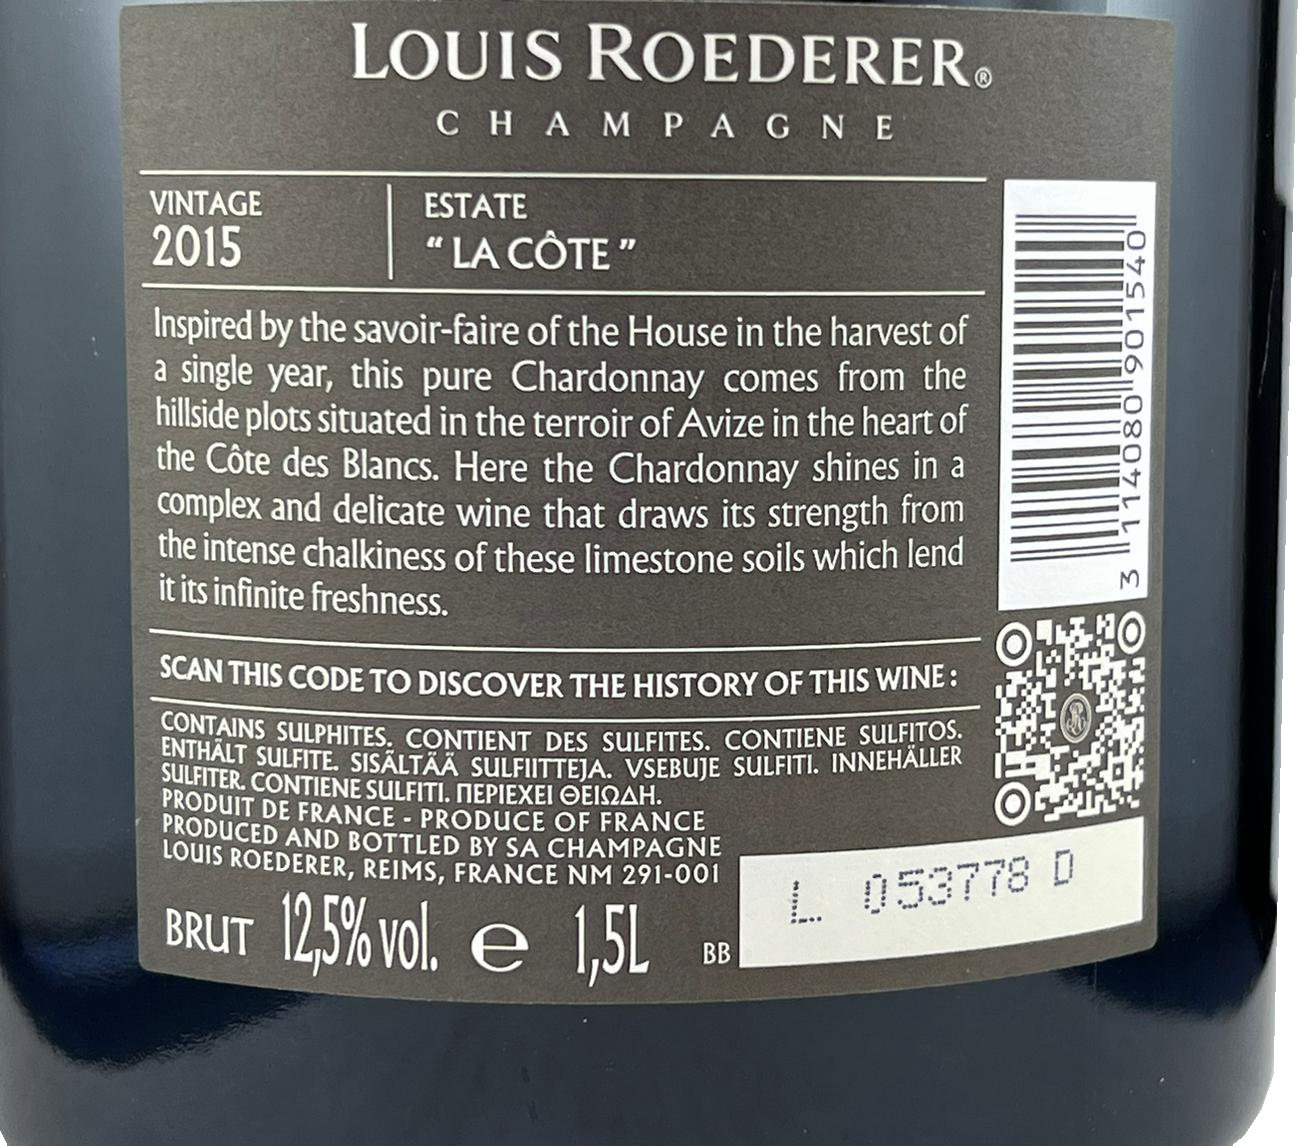 LOUIS ROEDERER®
CHAMPAGNE
VINTAGE
2015
ESTATE
“ LA CÔTE ”
Inspired by the savoir-faire of the House in the harvest of
a single year, this pure Chardonnay comes from the
hillside plots situated in the terroir of Avize in the heart of
the Côte des Blancs. Here the Chardonnay shines in a
complex and delicate wine that draws its strength from
the intense chalkiness of these limestone soils which lend
it its infinite freshness.
SCAN THIS CODE TO DISCOVER THE HISTORY OF THIS WINE :
CONTAINS SULPHITES. CONTIENT DES SULFITES. CONTIENE SULFITOS.
ENTHÄLT SULFITE. SISÄLTÄÄ SULFIITTEJA. VSEBUJE SULFITI. INNEHÄLLER
SULFITER. CONTIENE SULFITI. ΠΕΡΙΕΧΕΙ ΘΕΙΩΔΗ.
PRODUIT DE FRANCE - PRODUCE OF FRANCE
PRODUCED AND BOTTLED BY SA CHAMPAGNE
LOUIS ROEDERER, REIMS, FRANCE NM 291-001
BRUT 12,5% vol. e 1,5L BB
L. 053778 D
3 114080 901540